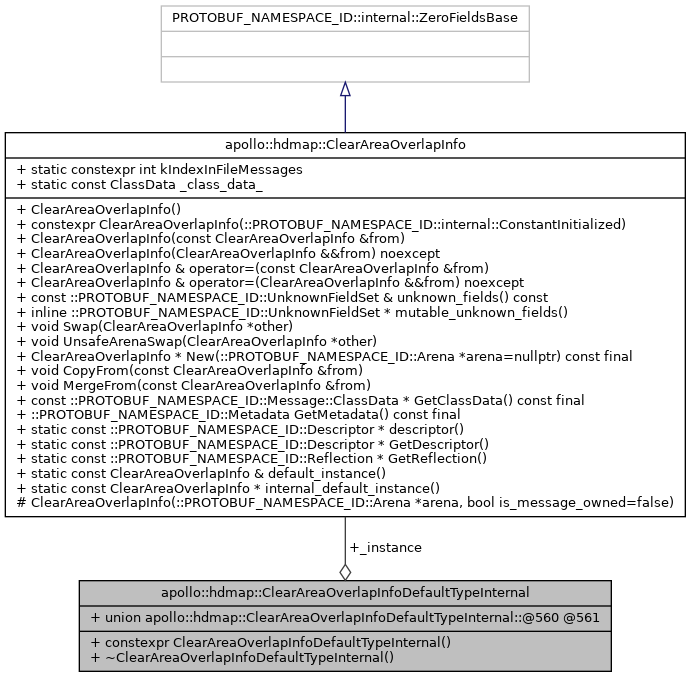 PROTOBUF_NAMESPACE_ID::internal::ZeroFieldsBase
apollo::hdmap::ClearAreaOverlapInfo
+ static constexpr int kIndexInFileMessages
+ static const ClassData _class_data_
+ ClearAreaOverlapInfo()
+ constexpr ClearAreaOverlapInfo(::PROTOBUF_NAMESPACE_ID::internal::ConstantInitialized)
+ ClearAreaOverlapInfo(const ClearAreaOverlapInfo &from)
+ ClearAreaOverlapInfo(ClearAreaOverlapInfo &&from) noexcept
+ ClearAreaOverlapInfo & operator=(const ClearAreaOverlapInfo &from)
+ ClearAreaOverlapInfo & operator=(ClearAreaOverlapInfo &&from) noexcept
+ const ::PROTOBUF_NAMESPACE_ID::UnknownFieldSet & unknown_fields() const
+ inline ::PROTOBUF_NAMESPACE_ID::UnknownFieldSet * mutable_unknown_fields()
+ void Swap(ClearAreaOverlapInfo *other)
+ void UnsafeArenaSwap(ClearAreaOverlapInfo *other)
+ ClearAreaOverlapInfo * New(::PROTOBUF_NAMESPACE_ID::Arena *arena=nullptr) const final
+ void CopyFrom(const ClearAreaOverlapInfo &from)
+ void MergeFrom(const ClearAreaOverlapInfo &from)
+ const ::PROTOBUF_NAMESPACE_ID::Message::ClassData * GetClassData() const final
+ ::PROTOBUF_NAMESPACE_ID::Metadata GetMetadata() const final
+ static const ::PROTOBUF_NAMESPACE_ID::Descriptor * descriptor()
+ static const ::PROTOBUF_NAMESPACE_ID::Descriptor * GetDescriptor()
+ static const ::PROTOBUF_NAMESPACE_ID::Reflection * GetReflection()
+ static const ClearAreaOverlapInfo & default_instance()
+ static const ClearAreaOverlapInfo * internal_default_instance()
# ClearAreaOverlapInfo(::PROTOBUF_NAMESPACE_ID::Arena *arena, bool is_message_owned=false)
+_instance
apollo::hdmap::ClearAreaOverlapInfoDefaultTypeInternal
+ union apollo::hdmap::ClearAreaOverlapInfoDefaultTypeInternal::@560 @561
+ constexpr ClearAreaOverlapInfoDefaultTypeInternal()
+ ~ClearAreaOverlapInfoDefaultTypeInternal()